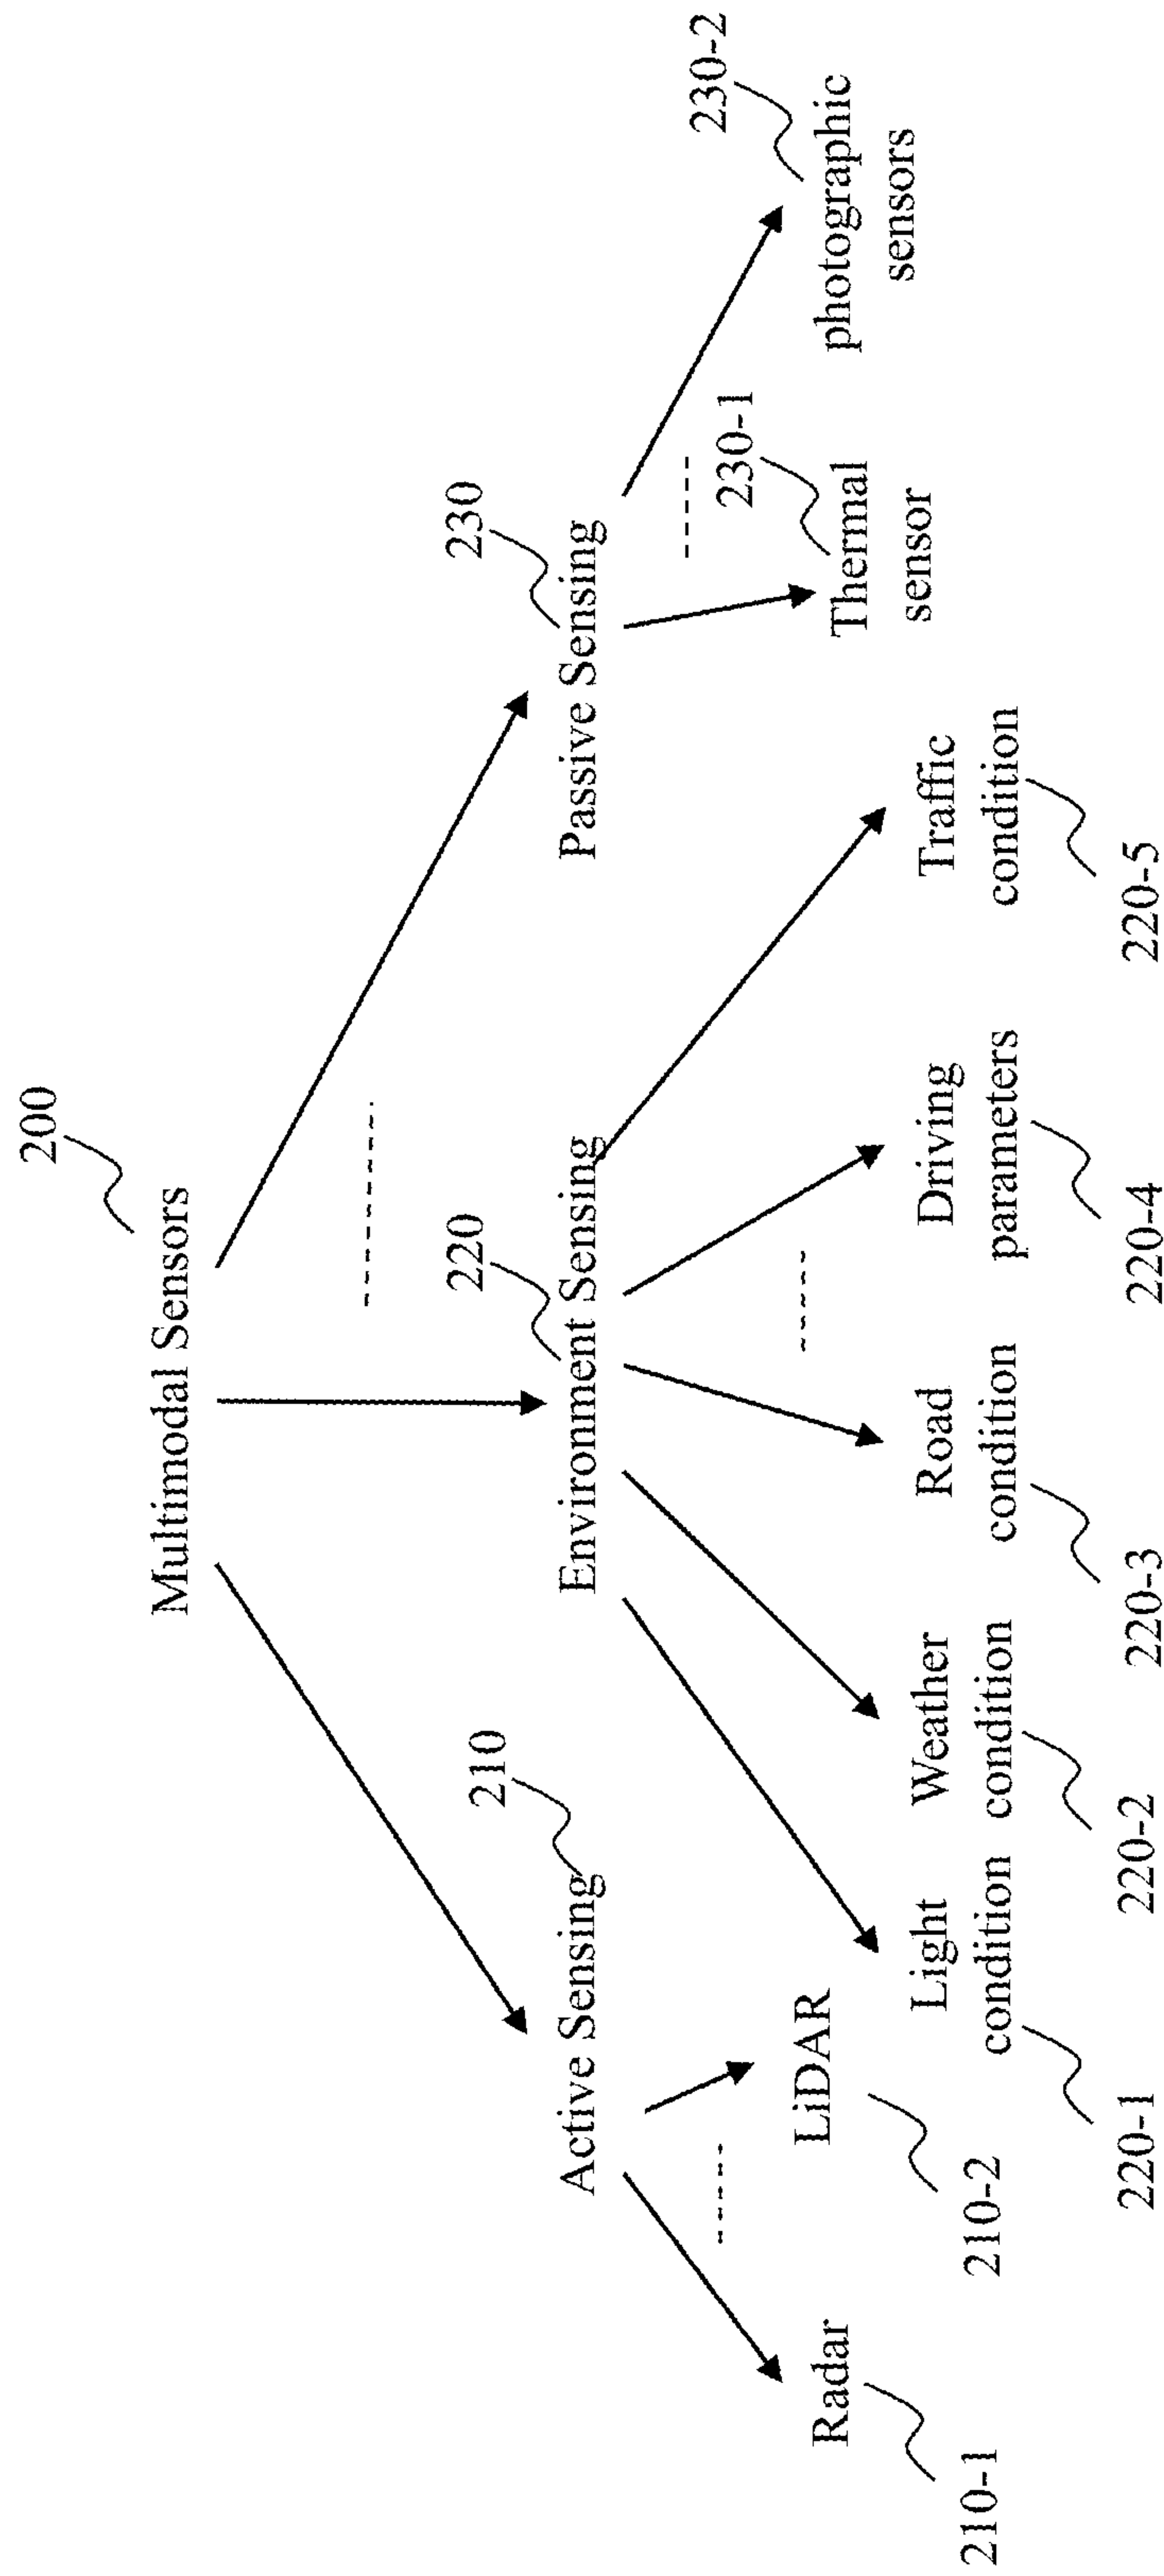 200
Multimodal Sensors
210
220
230
Active Sensing
Environment Sensing
Passive Sensing
230-1
230-2
Radar
LiDAR
Thermal
sensor
photographic
sensors
210-1
210-2
Light
condition
Weather
condition
Road
condition
Driving
parameters
Traffic
condition
220-1
220-2
220-3
220-4
220-5